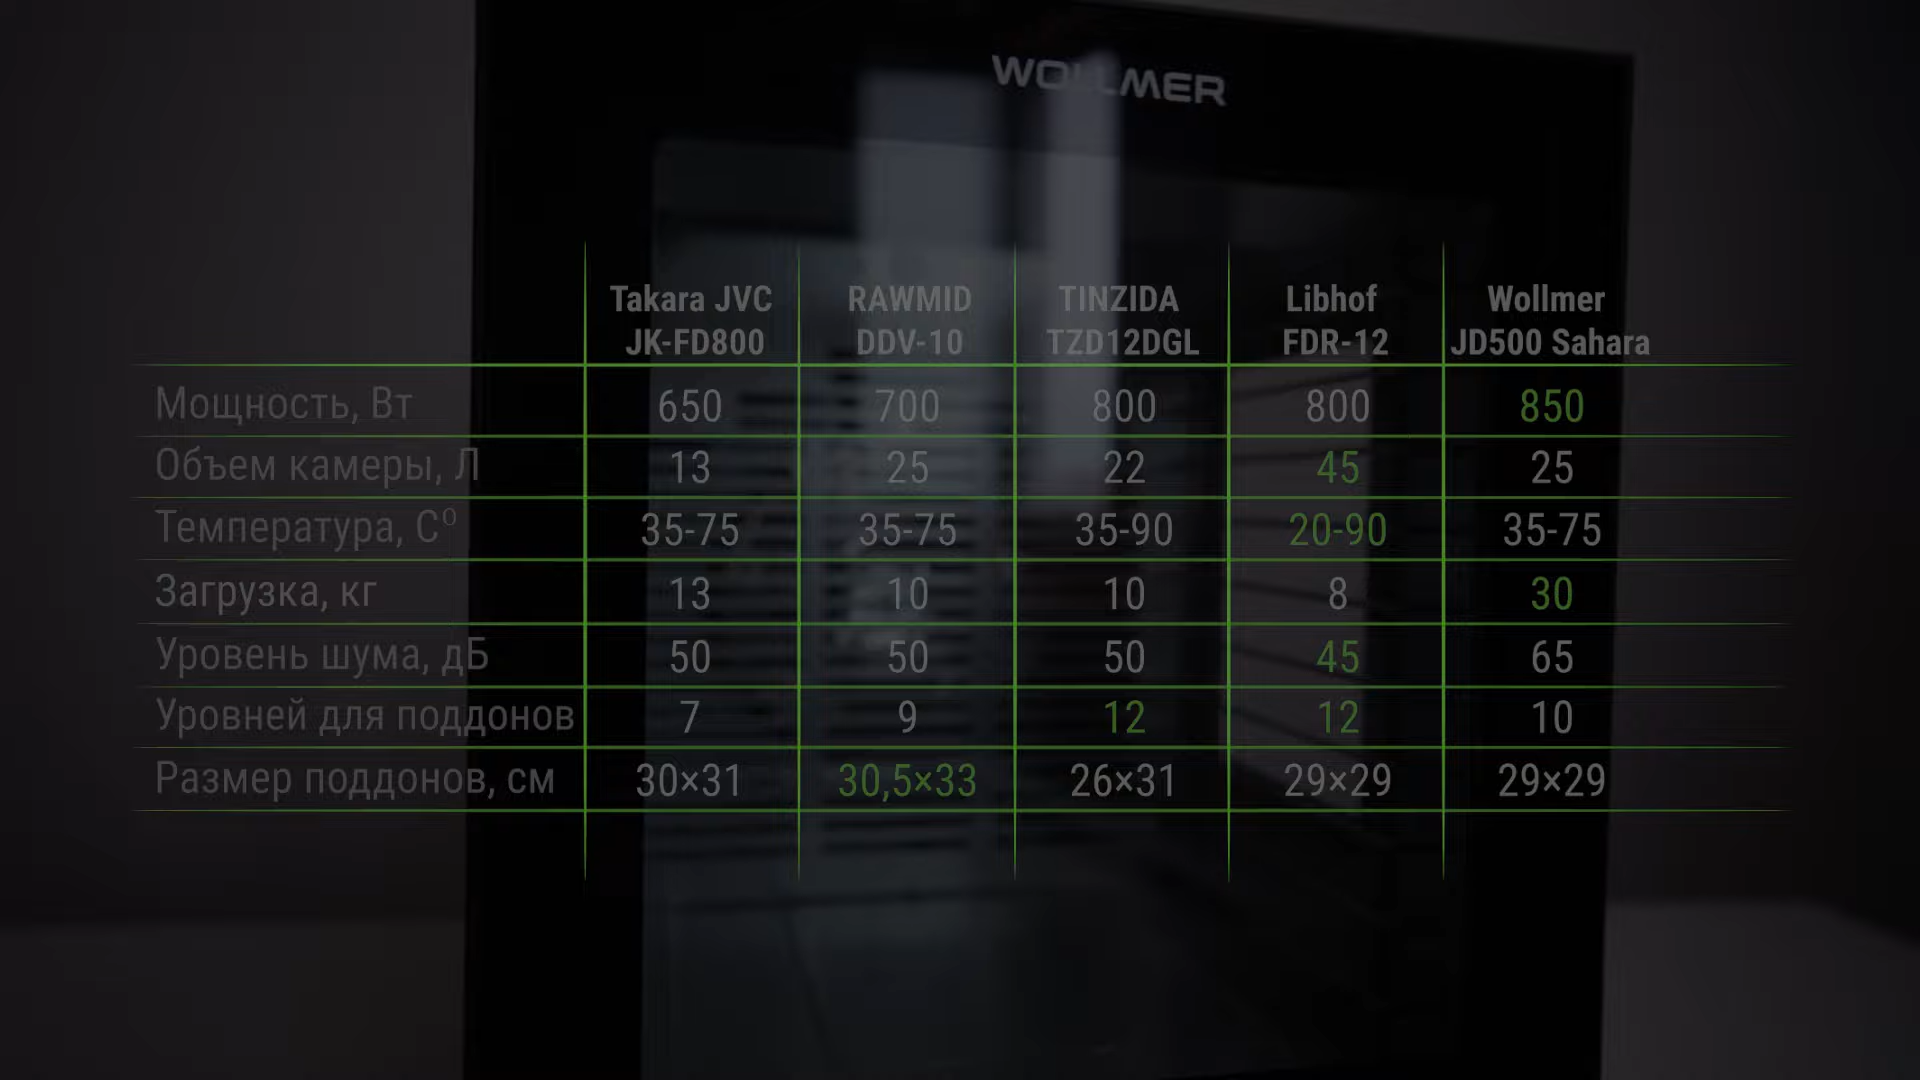 WOLLMER
Takara JVC JK-FD800 RAWMID DDV-10 TINZIDA TZD12DGL Libhof FDR-12 Wollmer JD500 Sahara
Мощность, Вт 650 700 800 800 850
Объем камеры, Л 13 25 22 45 25
Температура, С⁰ 35-75 35-75 35-90 20-90 35-75
Загрузка, кг 13 10 10 8 30
Уровень шума, дБ 50 50 50 45 65
Уровней для поддонов 7 9 12 12 10
Размер поддонов, см 30×31 30,5×33 26×31 29×29 29×29